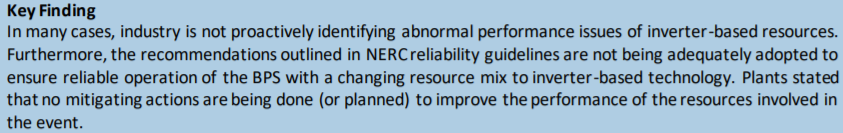 Key Finding
In many cases, industry is not proactively identifying abnormal performance issues of inverter-based resources.
Furthermore, the recommendations outlined in NERC reliability guidelines are not being adequately adopted to
ensure reliable operation of the BPS with a changing resource mix to inverter-based technology. Plants stated
that no mitigating actions are being done (or planned) to improve the performance of the resources involved in
the event.